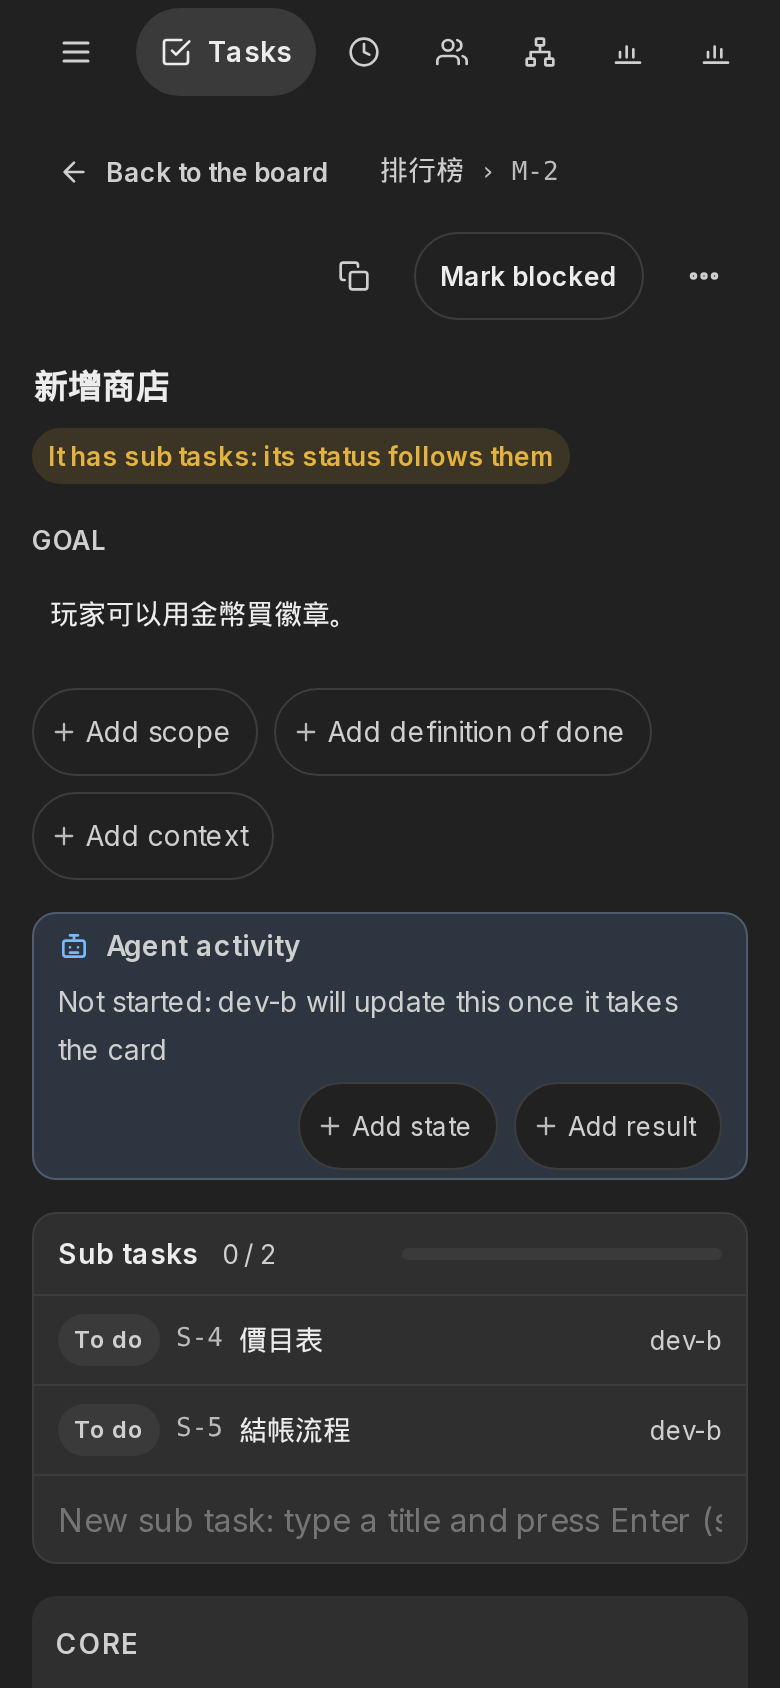 Tasks
Back to the board 排行榜 › M-2
Mark blocked
新增商店
It has sub tasks: its status follows them
GOAL
玩家可以用金幣買徽章。
+ Add scope + Add definition of done
+ Add context
Agent activity
Not started: dev-b will update this once it takes
the card
+ Add state + Add result
Sub tasks 0 / 2
To do S-4 價目表 dev-b
To do S-5 結帳流程 dev-b
New sub task: type a title and press Enter (s
CORE